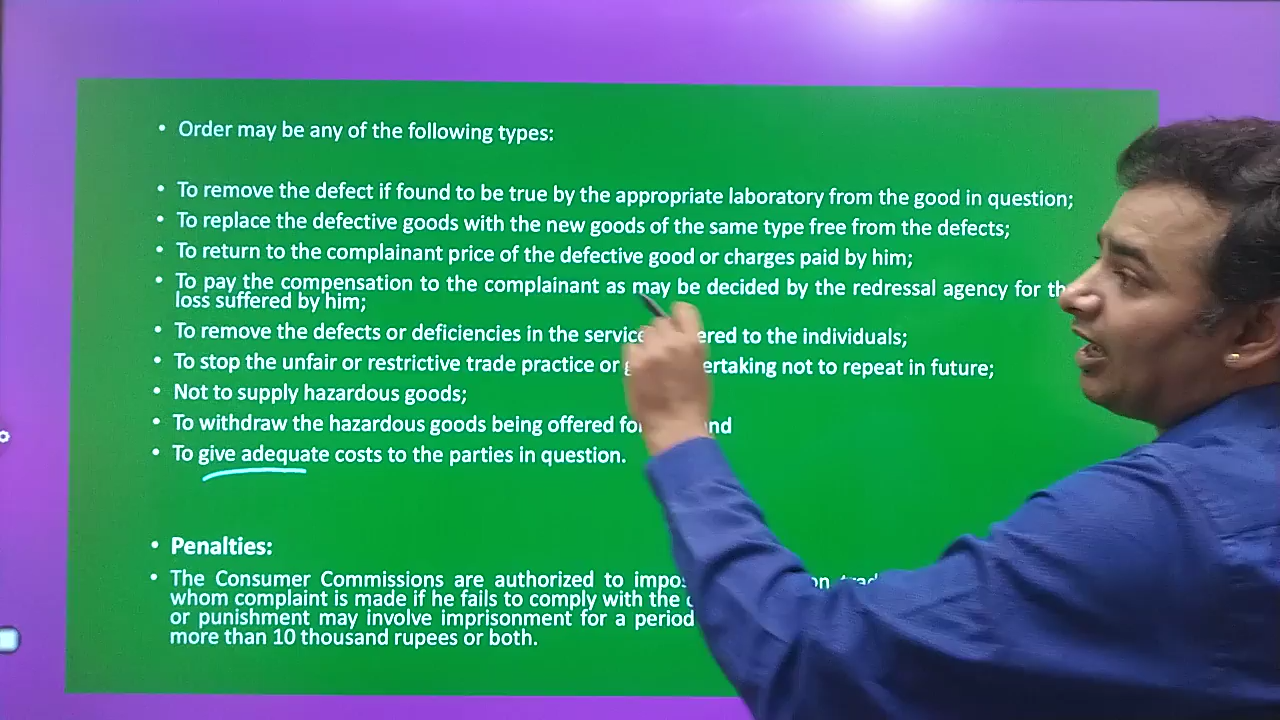 • Order may be any of the following types:
• To remove the defect if found to be true by the appropriate laboratory from the good in question;
• To replace the defective goods with the new goods of the same type free from the defects;
• To return to the complainant price of the defective good or charges paid by him;
• To pay the compensation to the complainant as may be decided by the redressal agency for
loss suffered by him;
• To remove the defects or deficiencies in the to the individuals;
• To stop the unfair or restrictive trade practice or not to repeat in future;
• Not to supply hazardous goods;
• To withdraw the hazardous goods being offered
• To give adequate costs to the parties in question.
• Penalties:
• The Consumer Commissions are authorized to
whom complaint is made if he fails to comply with the
or punishment may involve imprisonment for a period
more than 10 thousand rupees or both.